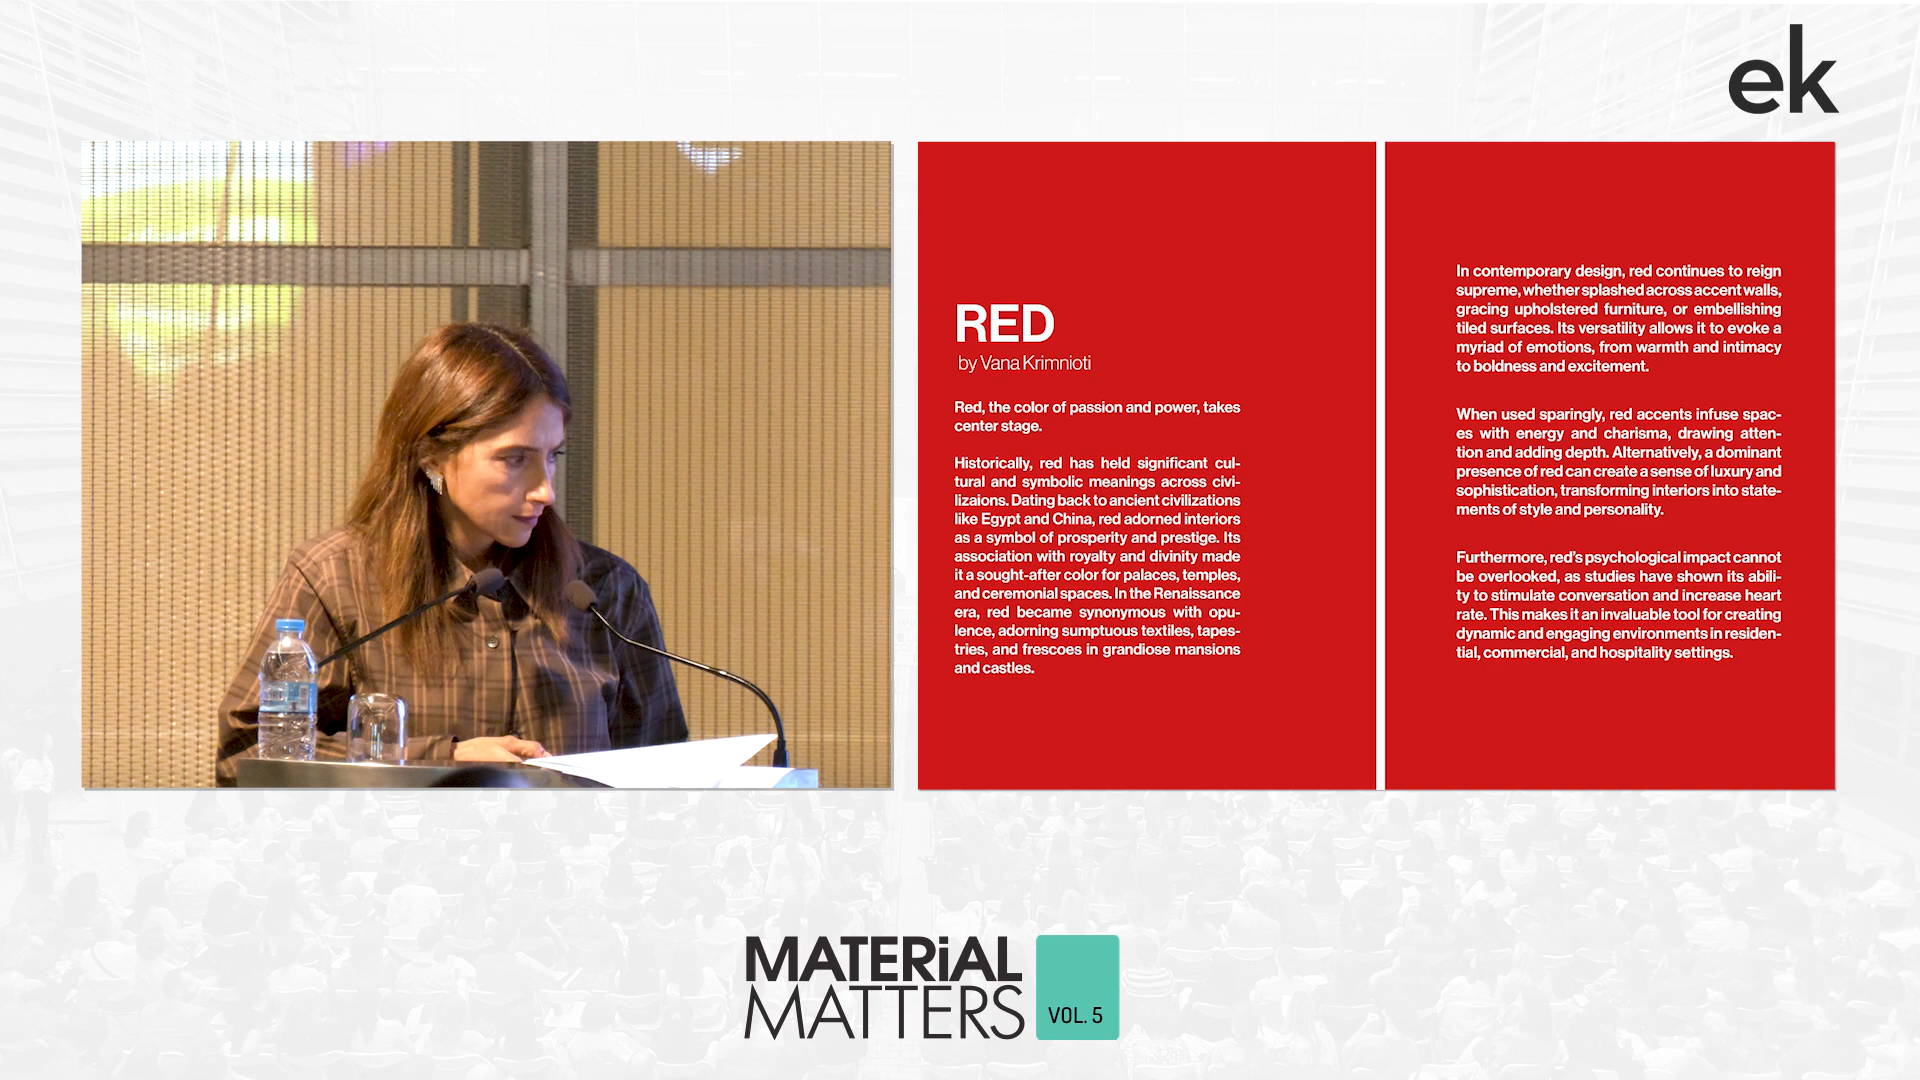 ek
RED
by Vana Krimnioti
Red, the color of passion and power, takes
center stage.
Historically, red has held significant cul-
tural and symbolic meanings across civi-
lizaions. Dating back to ancient civilizations
like Egypt and China, red adorned interiors
as a symbol of prosperity and prestige. Its
association with royalty and divinity made
it a sought-after color for palaces, temples,
and ceremonial spaces. In the Renaissance
era, red became synonymous with opu-
lence, adorning sumptuous textiles, tapes-
tries, and frescoes in grandiose mansions
and castles.
In contemporary design, red continues to reign
supreme, whether splashed across accent walls,
gracing upholstered furniture, or embellishing
tiled surfaces. Its versatility allows it to evoke a
myriad of emotions, from warmth and intimacy
to boldness and excitement.
When used sparingly, red accents infuse spac-
es with energy and charisma, drawing atten-
tion and adding depth. Alternatively, a dominant
presence of red can create a sense of luxury and
sophistication, transforming interiors into state-
ments of style and personality.
Furthermore, red's psychological impact cannot
be overlooked, as studies have shown its abili-
ty to stimulate conversation and increase heart
rate. This makes it an invaluable tool for creating
dynamic and engaging environments in residen-
tial, commercial, and hospitality settings.
MATERiAL
MATTERS
VOL. 5